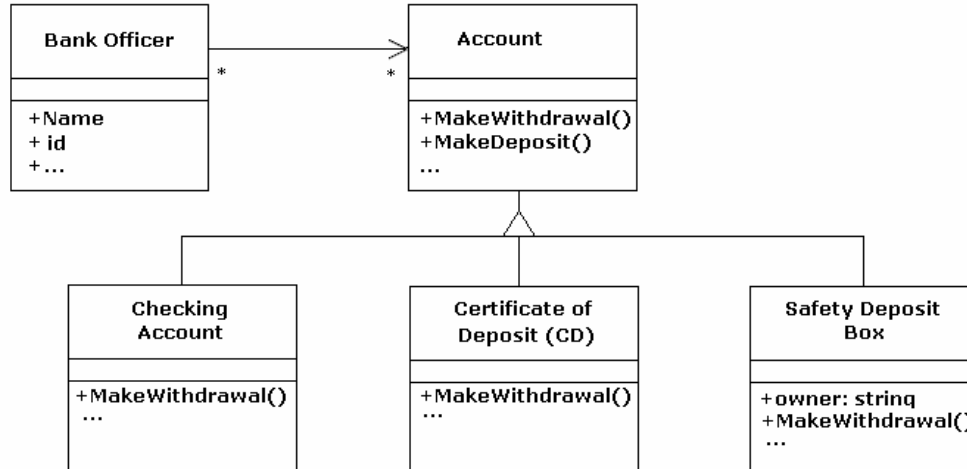 Bank Officer
+Name
+ id
+...
*
*
Account
+MakeWithdrawal()
+MakeDeposit()
...
Checking
Account
+MakeWithdrawal()
...
Certificate of
Deposit (CD)
+MakeWithdrawal()
...
Safety Deposit
Box
+owner: string
+MakeWithdrawal()
...